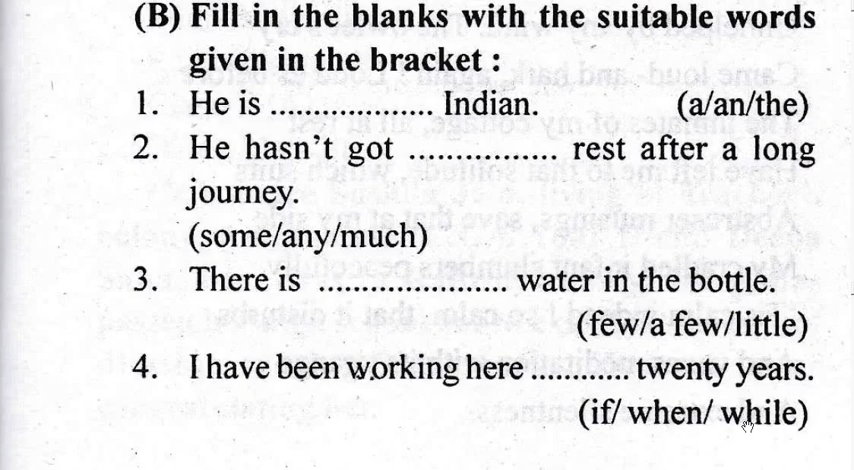 (B) Fill in the blanks with the suitable words
given in the bracket :
1. He is ................ Indian. (a/an/the)
2. He hasn't got ............... rest after a long
journey.
(some/any/much)
3. There is ................... water in the bottle.
(few/a few/little)
4. I have been working here ............ twenty years.
(if/ when/ while)